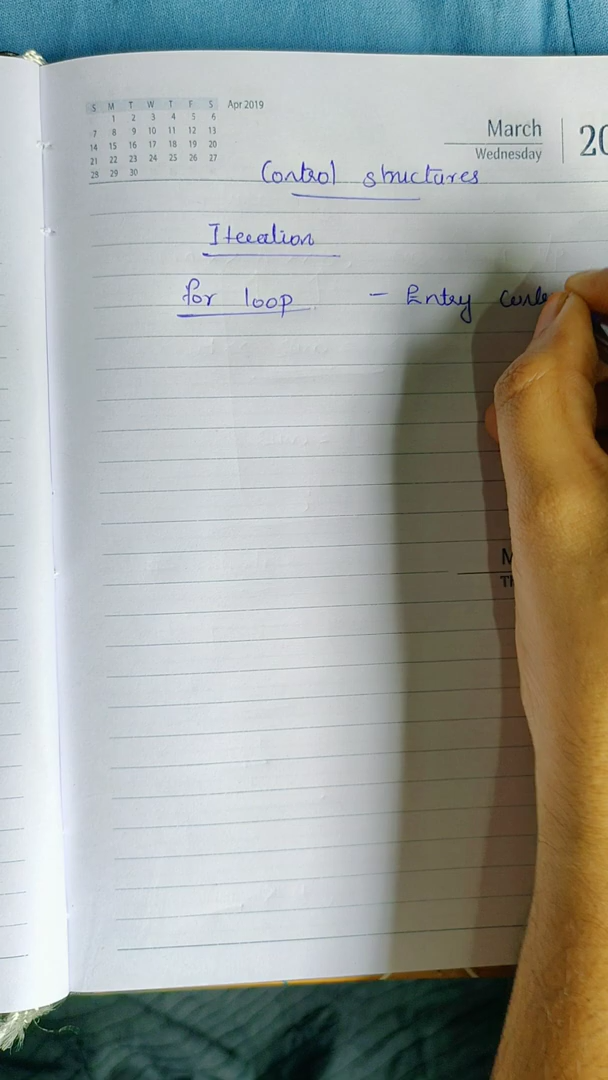 S M T W T F S Apr 2019
1 2 3 4 5 6
7 8 9 10 11 12 13
14 15 16 17 18 19 20
21 22 23 24 25 26 27
28 29 30
March
Wednesday
20
Control structures
Iteration
for loop - Entry